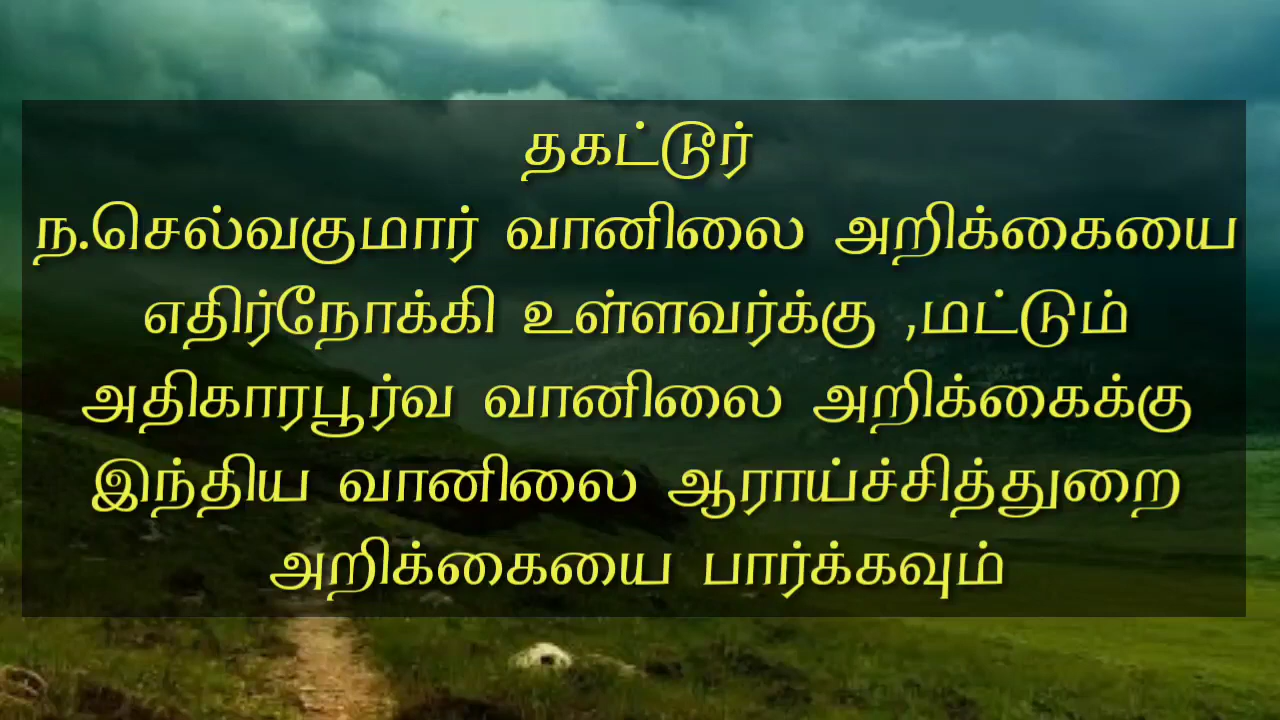 தகட்டூர்
ந.செல்வகுமார் வானிலை அறிக்கையை
எதிர்நோக்கி உள்ளவர்க்கு ,மட்டும்
அதிகாரபூர்வ வானிலை அறிக்கைக்கு
இந்திய வானிலை ஆராய்ச்சித்துறை
அறிக்கையை பார்க்கவும்